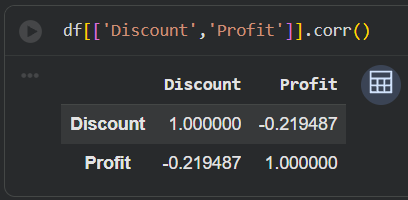 df[['Discount','Profit']].corr()
Discount Profit
Discount 1.000000 -0.219487
Profit -0.219487 1.000000